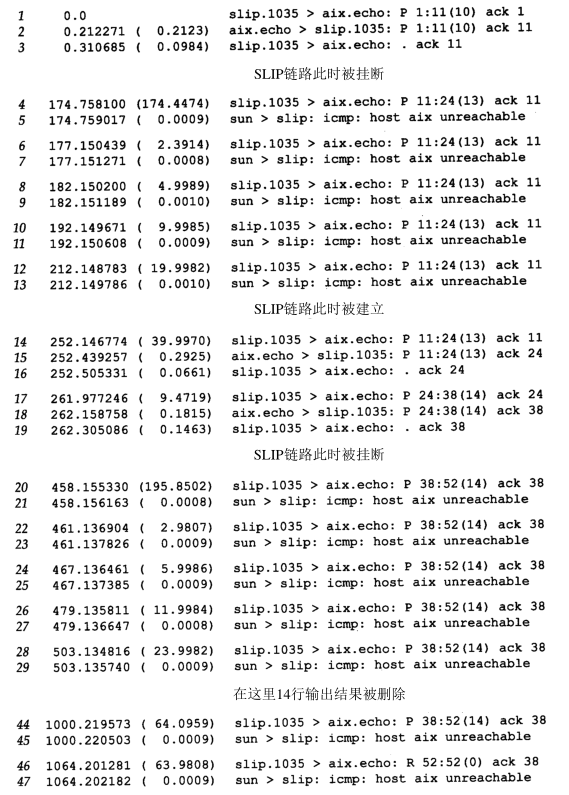 1 0.0 slip.1035 > aix.echo: P 1:11(10) ack 1
2 0.212271 ( 0.2123) aix.echo > slip.1035: P 1:11(10) ack 11
3 0.310685 ( 0.0984) slip.1035 > aix.echo: . ack 11
SLIP链路此时被挂断
4 174.758100 (174.4474) slip.1035 > aix.echo: P 11:24(13) ack 11
5 174.759017 ( 0.0009) sun > slip: icmp: host aix unreachable
6 177.150439 ( 2.3914) slip.1035 > aix.echo: P 11:24(13) ack 11
7 177.151271 ( 0.0008) sun > slip: icmp: host aix unreachable
8 182.150200 ( 4.9989) slip.1035 > aix.echo: P 11:24(13) ack 11
9 182.151189 ( 0.0010) sun > slip: icmp: host aix unreachable
10 192.149671 ( 9.9985) slip.1035 > aix.echo: P 11:24(13) ack 11
11 192.150608 ( 0.0009) sun > slip: icmp: host aix unreachable
12 212.148783 ( 19.9982) slip.1035 > aix.echo: P 11:24(13) ack 11
13 212.149786 ( 0.0010) sun > slip: icmp: host aix unreachable
SLIP链路此时被建立
14 252.146774 ( 39.9970) slip.1035 > aix.echo: P 11:24(13) ack 11
15 252.439257 ( 0.2925) aix.echo > slip.1035: P 11:24(13) ack 24
16 252.505331 ( 0.0661) slip.1035 > aix.echo: . ack 24
17 261.977246 ( 9.4719) slip.1035 > aix.echo: P 24:38(14) ack 24
18 262.158758 ( 0.1815) aix.echo > slip.1035: P 24:38(14) ack 38
19 262.305086 ( 0.1463) slip.1035 > aix.echo: . ack 38
SLIP链路此时被挂断
20 458.155330 (195.8502) slip.1035 > aix.echo: P 38:52(14) ack 38
21 458.156163 ( 0.0008) sun > slip: icmp: host aix unreachable
22 461.136904 ( 2.9807) slip.1035 > aix.echo: P 38:52(14) ack 38
23 461.137826 ( 0.0009) sun > slip: icmp: host aix unreachable
24 467.136461 ( 5.9986) slip.1035 > aix.echo: P 38:52(14) ack 38
25 467.137385 ( 0.0009) sun > slip: icmp: host aix unreachable
26 479.135811 ( 11.9984) slip.1035 > aix.echo: P 38:52(14) ack 38
27 479.136647 ( 0.0008) sun > slip: icmp: host aix unreachable
28 503.134816 ( 23.9982) slip.1035 > aix.echo: P 38:52(14) ack 38
29 503.135740 ( 0.0009) sun > slip: icmp: host aix unreachable
在这里14行输出结果被删除
44 1000.219573 ( 64.0959) slip.1035 > aix.echo: P 38:52(14) ack 38
45 1000.220503 ( 0.0009) sun > slip: icmp: host aix unreachable
46 1064.201281 ( 63.9808) slip.1035 > aix.echo: R 52:52(0) ack 38
47 1064.202182 ( 0.0009) sun > slip: icmp: host aix unreachable